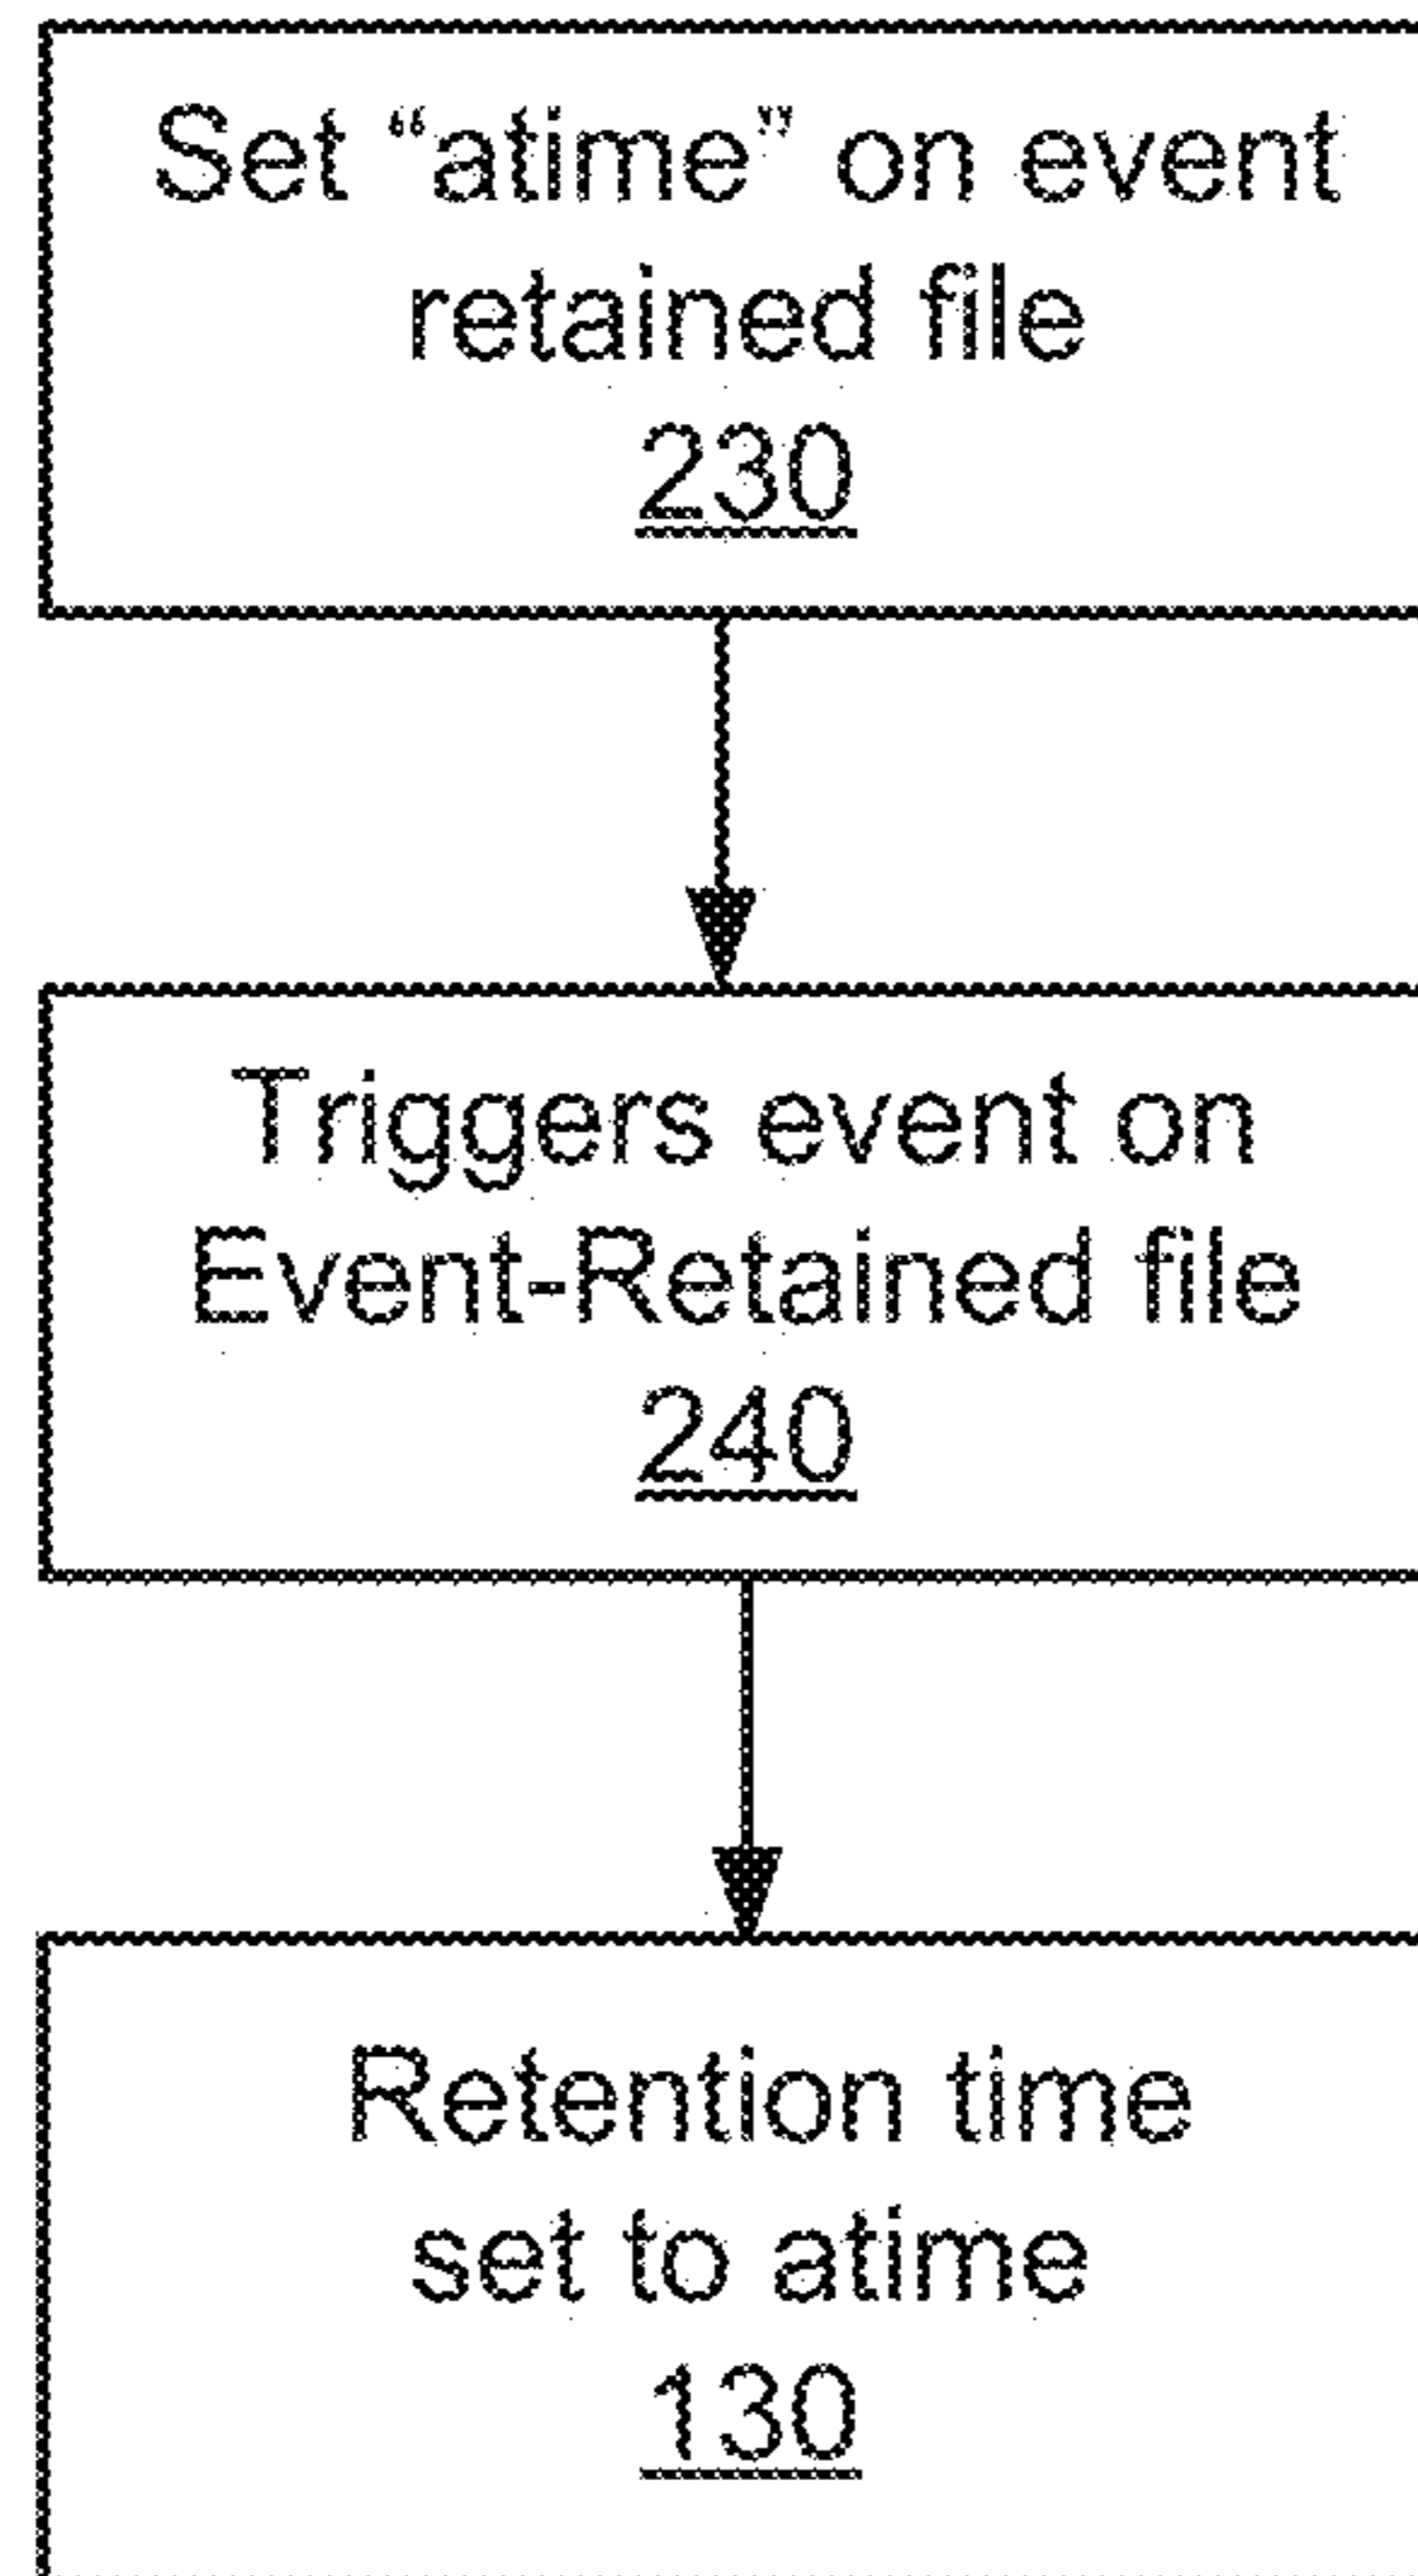 Set “atime” on event
retained file
230
Triggers event on
Event-Retained file
240
Retention time
set to atime
130